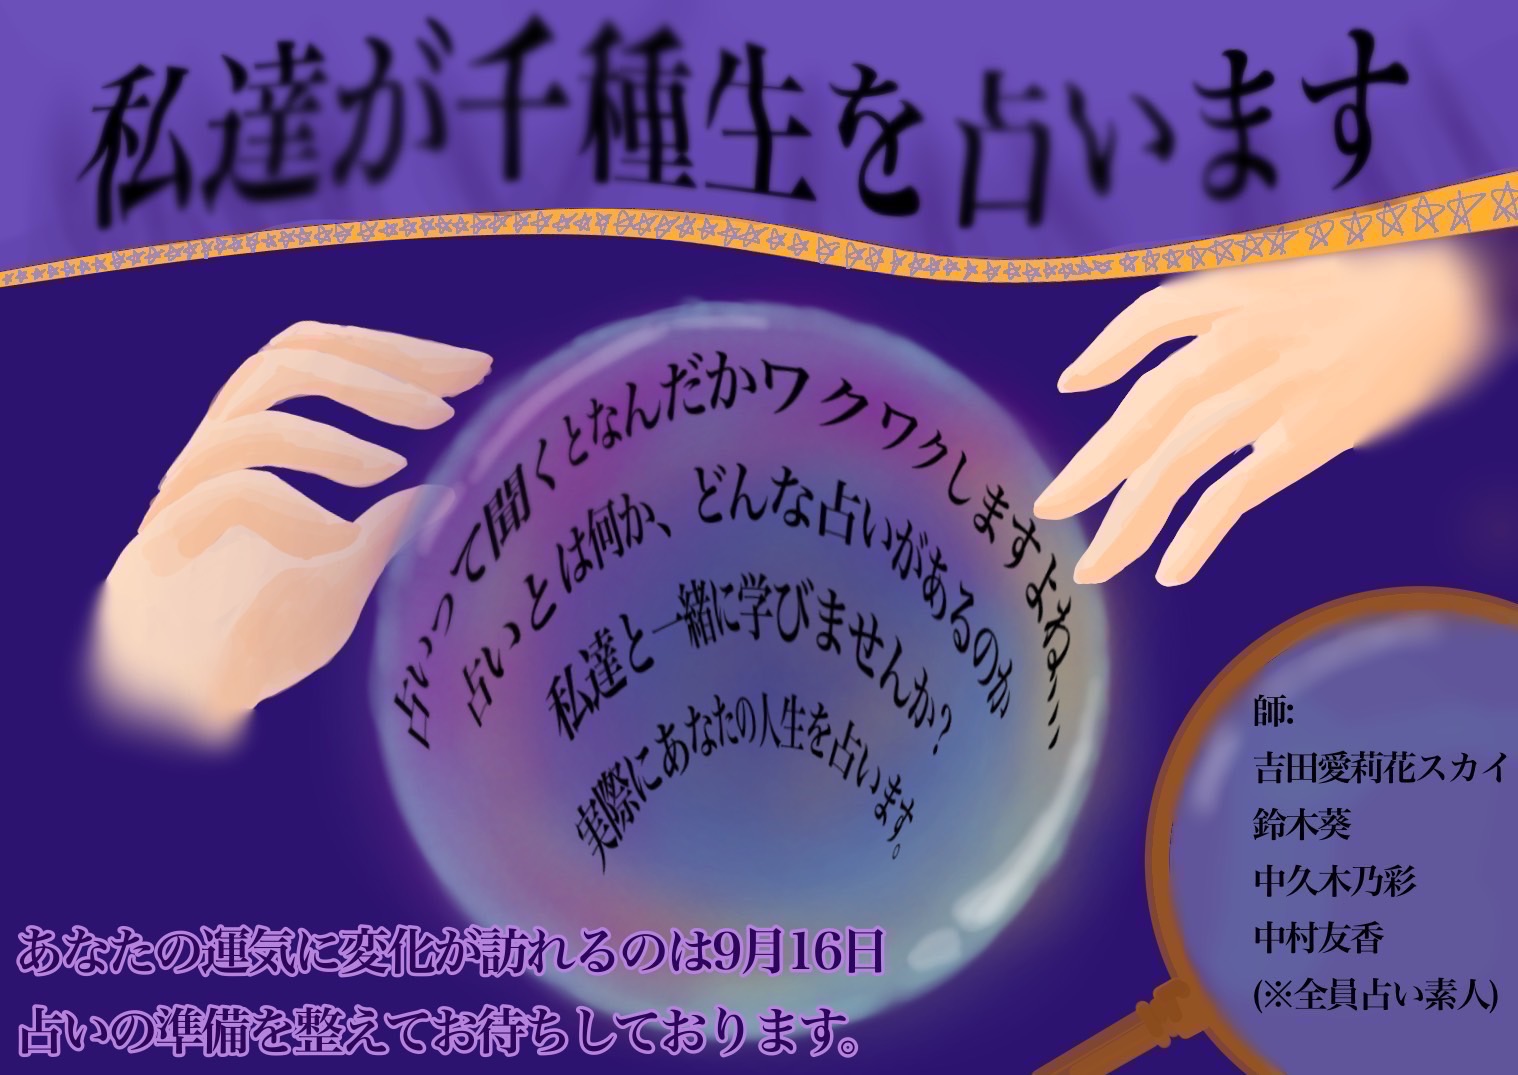 私達が千種生を占います
占いって聞くとなんだかワクワクしますよね…
占いとは何か、どんな占いがあるのか
私達と一緒に学びませんか?
実際にあなたの人生を占います。
師:
吉田愛莉花スカイ
鈴木葵
中久木乃彩
中村友香
(※全員占い素人)
あなたの運気に変化が訪れるのは9月16日
占いの準備を整えてお待ちしております。